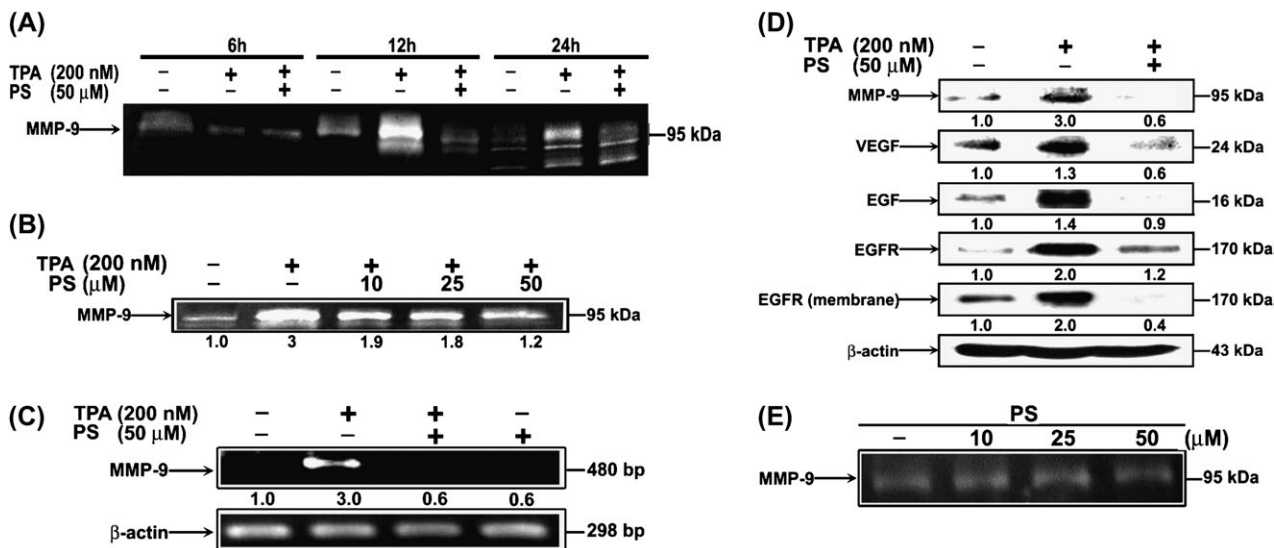 (A)
6h 12h 24h
TPA (200 nM) – + + – + + – + +
PS (50 μM) – – + – – + – – +
MMP-9 95 kDa
(B)
TPA (200 nM) – + + + +
PS (μM) – – 10 25 50
MMP-9 95 kDa
1.0 3 1.9 1.8 1.2
(C)
TPA (200 nM) – + + –
PS (50 μM) – – + +
MMP-9 480 bp
1.0 3.0 0.6 0.6
β-actin 298 bp
(D)
TPA (200 nM) – + +
PS (50 μM) – – +
MMP-9 95 kDa
1.0 3.0 0.6
VEGF 24 kDa
1.0 1.3 0.6
EGF 16 kDa
1.0 1.4 0.9
EGFR 170 kDa
1.0 2.0 1.2
EGFR (membrane) 170 kDa
1.0 2.0 0.4
β-actin 43 kDa
(E)
PS
– 10 25 50 (μM)
MMP-9 95 kDa